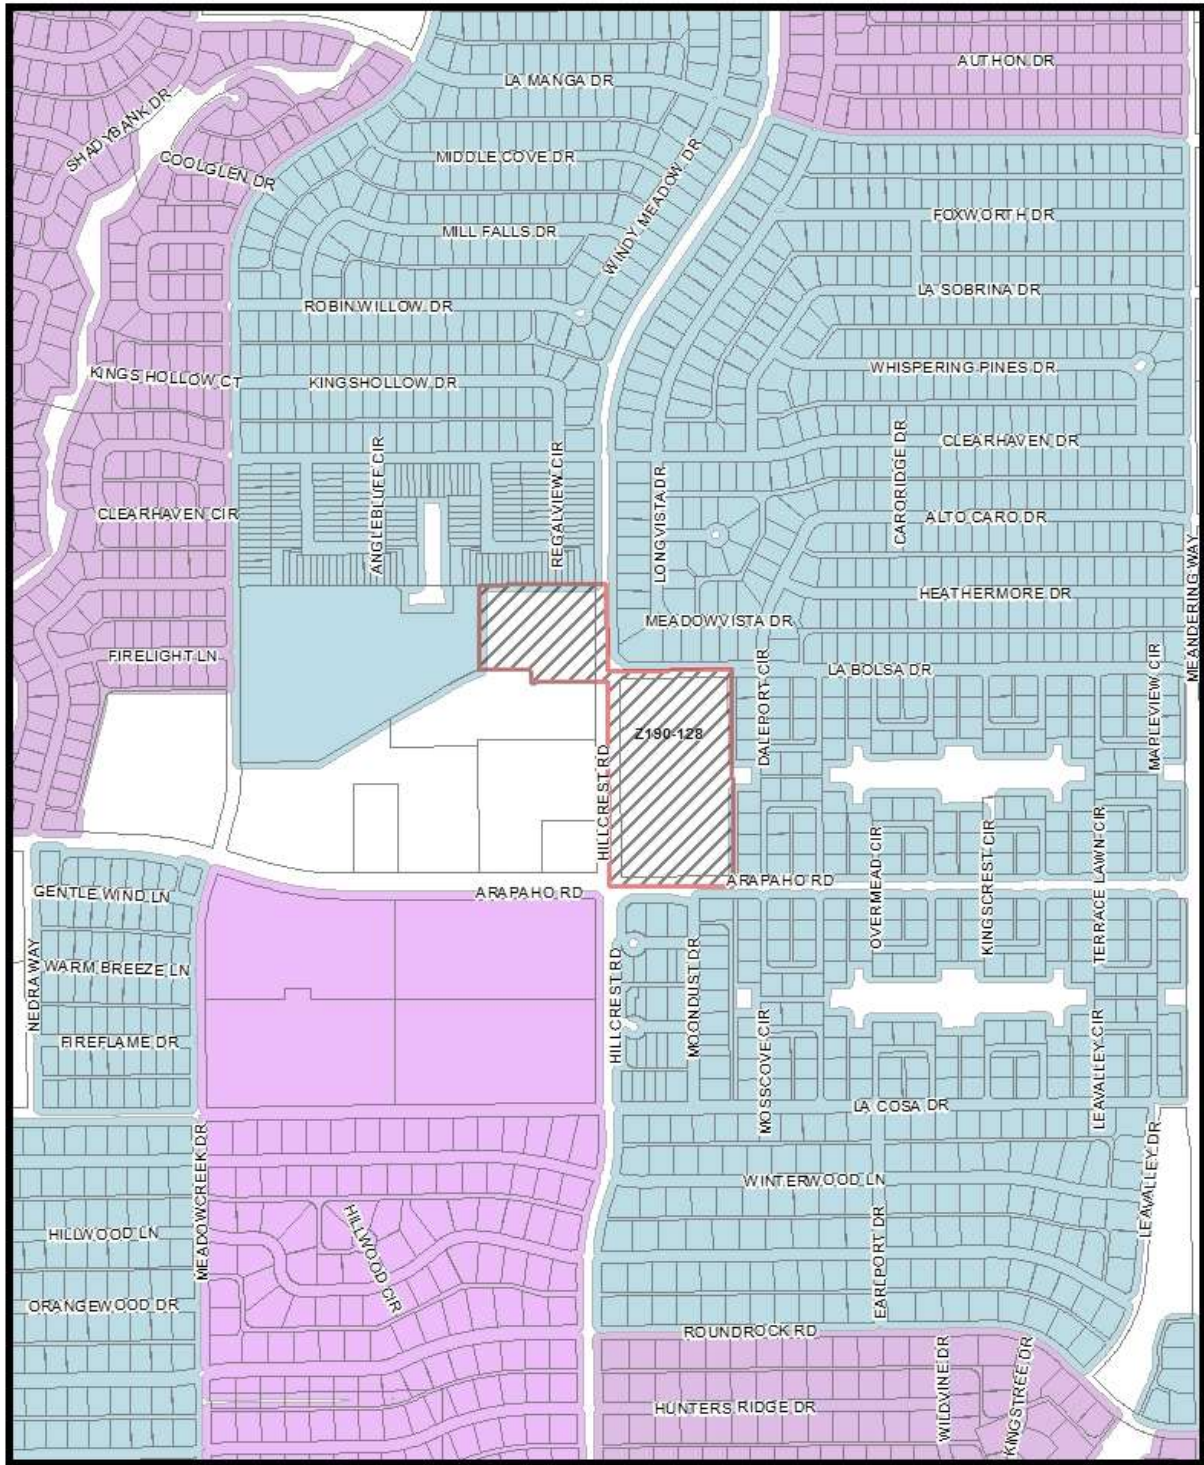 AUTHON DR
LA MANGA DR
SHADYBANK DR
MIDDLE COVE DR
COOLGLEN DR
WINDY MEADOW DR
FOXWORTH DR
MILL FALLS DR
LA SOBRINA DR
ROBIN WILLOW DR
WHISPERING PINES DR
KINGS HOLLOW CT
KINGSHOLLOW DR
CLEARHAVEN DR
CARORIDGE DR
ANGLEBLUFF CIR
REGALVIEW CIR
LONGVISTA DR
CLEARHAVEN CIR
ALTO CARO DR
HEATHERMORE DR
MEANDERING WAY
MEADOWVISTA DR
FIRELIGHT LN
LA BOLSA DR
DALEPORT CIR
MAPLEVIEW CIR
Z190-128
HILLCREST RD
ARAPAHO RD
ARAPAHO RD
GENTLE WIND LN
OVERMEAD CIR
KINGSCREST CIR
TERRACE LAWN CIR
NEDRA WAY
WARM BREEZE LN
HILLCREST RD
MOONDUST DR
FIREFLAME DR
MOSSCOVE CIR
LEAVALLEY CIR
LA COSA DR
MEADOWCREEK DR
WINTERWOOD LN
LEAVALLEY DR
HILLWOOD LN
HILLWOOD CIR
EARLPORT DR
ORANGEWOOD DR
ROUNDROCK RD
WILDVINE DR
KINGSTREE DR
HUNTERS RIDGE DR